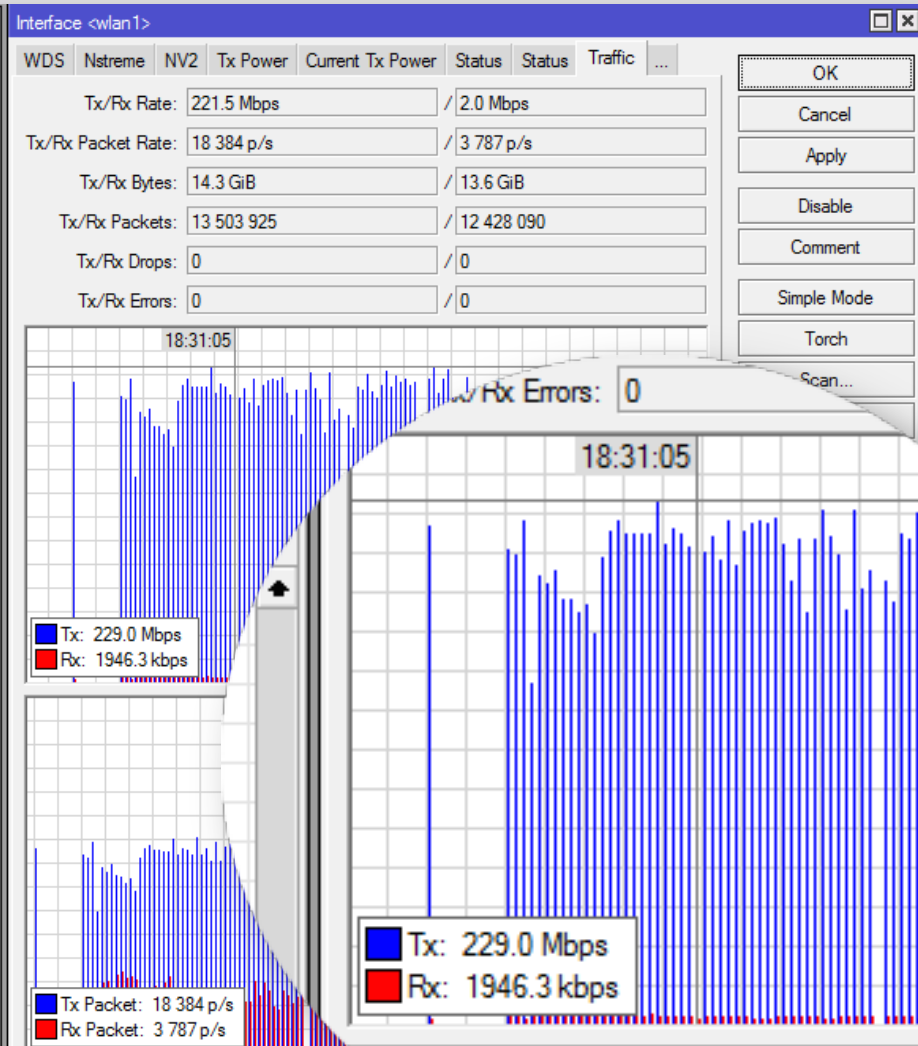 Interface <wlan1>
WDS Nstreme NV2 Tx Power Current Tx Power Status Status Traffic ...
Tx/Rx Rate: 221.5 Mbps / 2.0 Mbps
Tx/Rx Packet Rate: 18 384 p/s / 3 787 p/s
Tx/Rx Bytes: 14.3 GiB / 13.6 GiB
Tx/Rx Packets: 13 503 925 / 12 428 090
Tx/Rx Drops: 0 / 0
Tx/Rx Errors: 0 / 0
OK
Cancel
Apply
Disable
Comment
Simple Mode
Torch
Scan...
18:31:05
Tx: 229.0 Mbps
Rx: 1946.3 kbps
Tx Packet: 18 384 p/s
Rx Packet: 3 787 p/s
/Rx Errors: 0
18:31:05
Tx: 229.0 Mbps
Rx: 1946.3 kbps